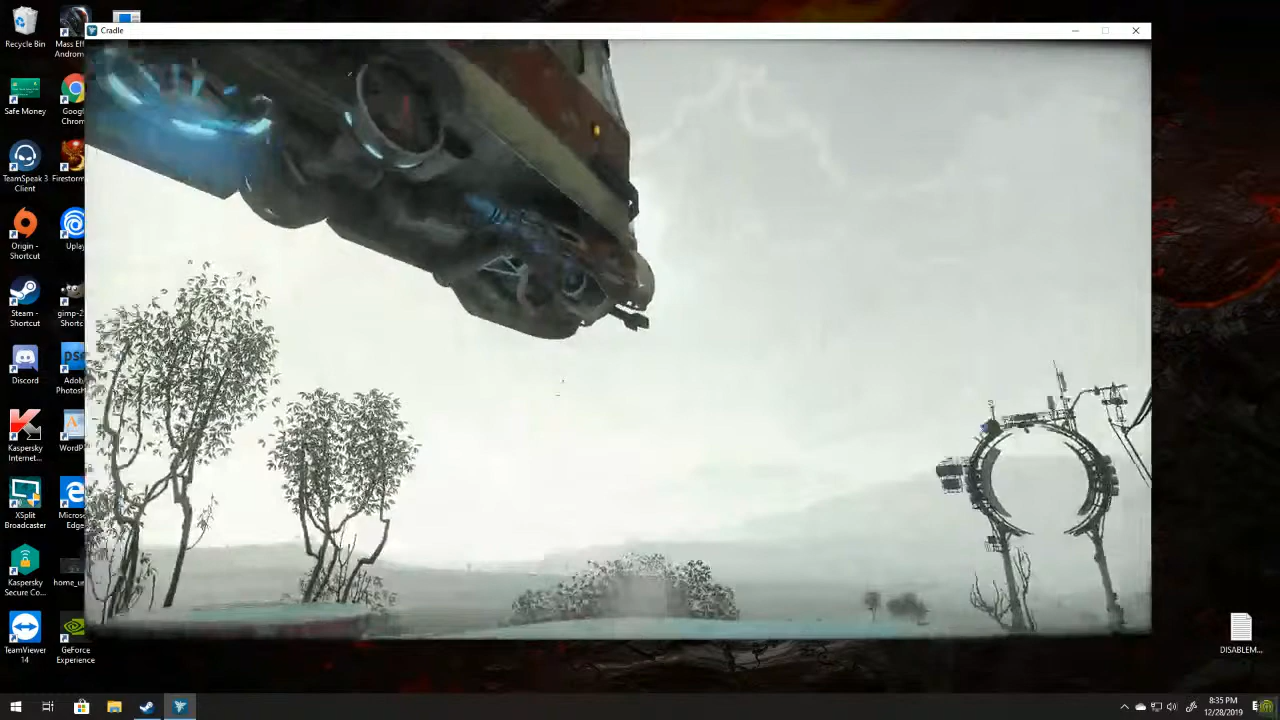 Cradle
Recycle Bin
Mass Eff...
Androm...
Safe Money
Googl
Chrom
TeamSpeak 3
Client
Firestorm
Origin -
Shortcut
Uplay
Steam -
Shortcut
gimp-2
Shortc
Discord
Adob
Photosh
Kaspersky
Internet...
WordP
XSplit
Broadcaster
Micros
Edge
Kaspersky
Secure Co...
home_ur
TeamViewer
14
GeForce
Experience
DISABLEM...
8:35 PM
12/28/2019